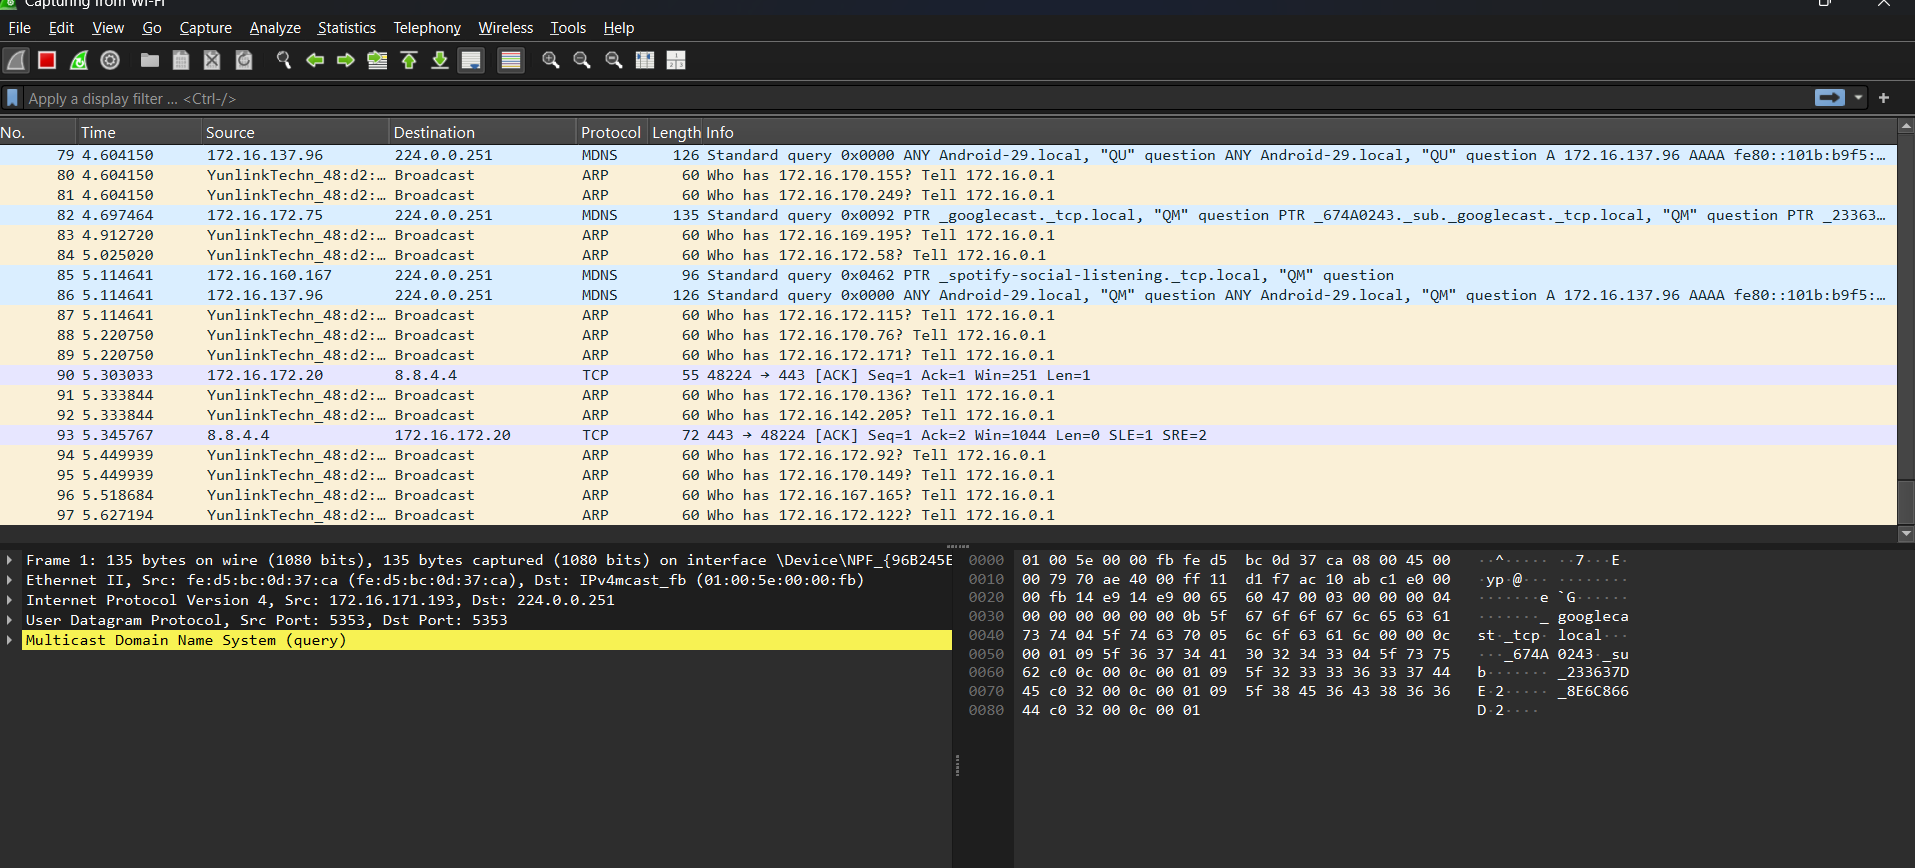 Capturing from Wi-Fi
File Edit View Go Capture Analyze Statistics Telephony Wireless Tools Help
Apply a display filter … <Ctrl-/>
No. Time Source Destination Protocol Length Info
79 4.604150 172.16.137.96 224.0.0.251 MDNS 126 Standard query 0x0000 ANY Android-29.local, "QU" question ANY Android-29.local, "QU" question A 172.16.137.96 AAAA fe80::101b:b9f5:…
80 4.604150 YunlinkTechn_48:d2:… Broadcast ARP 60 Who has 172.16.170.155? Tell 172.16.0.1
81 4.604150 YunlinkTechn_48:d2:… Broadcast ARP 60 Who has 172.16.170.249? Tell 172.16.0.1
82 4.697464 172.16.172.75 224.0.0.251 MDNS 135 Standard query 0x0092 PTR _googlecast._tcp.local, "QM" question PTR _674A0243._sub._googlecast._tcp.local, "QM" question PTR _23363…
83 4.912720 YunlinkTechn_48:d2:… Broadcast ARP 60 Who has 172.16.169.195? Tell 172.16.0.1
84 5.025020 YunlinkTechn_48:d2:… Broadcast ARP 60 Who has 172.16.172.58? Tell 172.16.0.1
85 5.114641 172.16.160.167 224.0.0.251 MDNS 96 Standard query 0x0462 PTR _spotify-social-listening._tcp.local, "QM" question
86 5.114641 172.16.137.96 224.0.0.251 MDNS 126 Standard query 0x0000 ANY Android-29.local, "QM" question ANY Android-29.local, "QM" question A 172.16.137.96 AAAA fe80::101b:b9f5:…
87 5.114641 YunlinkTechn_48:d2:… Broadcast ARP 60 Who has 172.16.172.115? Tell 172.16.0.1
88 5.220750 YunlinkTechn_48:d2:… Broadcast ARP 60 Who has 172.16.170.76? Tell 172.16.0.1
89 5.220750 YunlinkTechn_48:d2:… Broadcast ARP 60 Who has 172.16.172.171? Tell 172.16.0.1
90 5.303033 172.16.172.20 8.8.4.4 TCP 55 48224 → 443 [ACK] Seq=1 Ack=1 Win=251 Len=1
91 5.333844 YunlinkTechn_48:d2:… Broadcast ARP 60 Who has 172.16.170.136? Tell 172.16.0.1
92 5.333844 YunlinkTechn_48:d2:… Broadcast ARP 60 Who has 172.16.142.205? Tell 172.16.0.1
93 5.345767 8.8.4.4 172.16.172.20 TCP 72 443 → 48224 [ACK] Seq=1 Ack=2 Win=1044 Len=0 SLE=1 SRE=2
94 5.449939 YunlinkTechn_48:d2:… Broadcast ARP 60 Who has 172.16.172.92? Tell 172.16.0.1
95 5.449939 YunlinkTechn_48:d2:… Broadcast ARP 60 Who has 172.16.170.149? Tell 172.16.0.1
96 5.518684 YunlinkTechn_48:d2:… Broadcast ARP 60 Who has 172.16.167.165? Tell 172.16.0.1
97 5.627194 YunlinkTechn_48:d2:… Broadcast ARP 60 Who has 172.16.172.122? Tell 172.16.0.1
Frame 1: 135 bytes on wire (1080 bits), 135 bytes captured (1080 bits) on interface \Device\NPF_{96B245E
Ethernet II, Src: fe:d5:bc:0d:37:ca (fe:d5:bc:0d:37:ca), Dst: IPv4mcast_fb (01:00:5e:00:00:fb)
Internet Protocol Version 4, Src: 172.16.171.193, Dst: 224.0.0.251
User Datagram Protocol, Src Port: 5353, Dst Port: 5353
Multicast Domain Name System (query)
0000 01 00 5e 00 00 fb fe d5 bc 0d 37 ca 08 00 45 00 ··^····· ··7···E·
0010 00 79 70 ae 40 00 ff 11 d1 f7 ac 10 ab c1 e0 00 ·yp·@··· ········
0020 00 fb 14 e9 14 e9 00 65 60 47 00 03 00 00 00 04 ·······e `G······
0030 00 00 00 00 00 00 0b 5f 67 6f 6f 67 6c 65 63 61 ·······_ googleca
0040 73 74 04 5f 74 63 70 05 6c 6f 63 61 6c 00 00 0c st·_tcp· local···
0050 00 01 09 5f 36 37 34 41 30 32 34 33 04 5f 73 75 ···_674A 0243·_su
0060 62 c0 0c 00 0c 00 01 09 5f 32 33 33 36 33 37 44 b······· _233637D
0070 45 c0 32 00 0c 00 01 09 5f 38 45 36 43 38 36 36 E·2····· _8E6C866
0080 44 c0 32 00 0c 00 01 D·2····